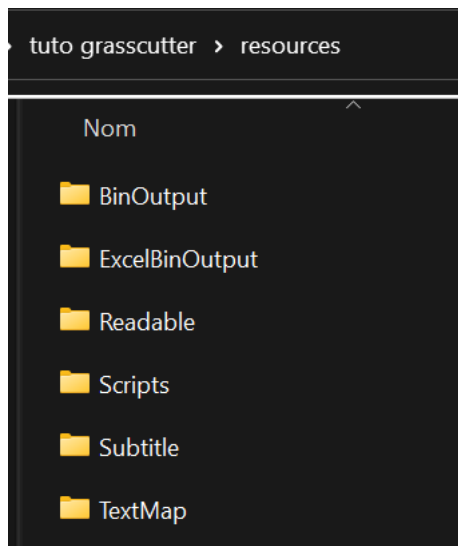 tuto grasscutter > resources
Nom
BinOutput
ExcelBinOutput
Readable
Scripts
Subtitle
TextMap